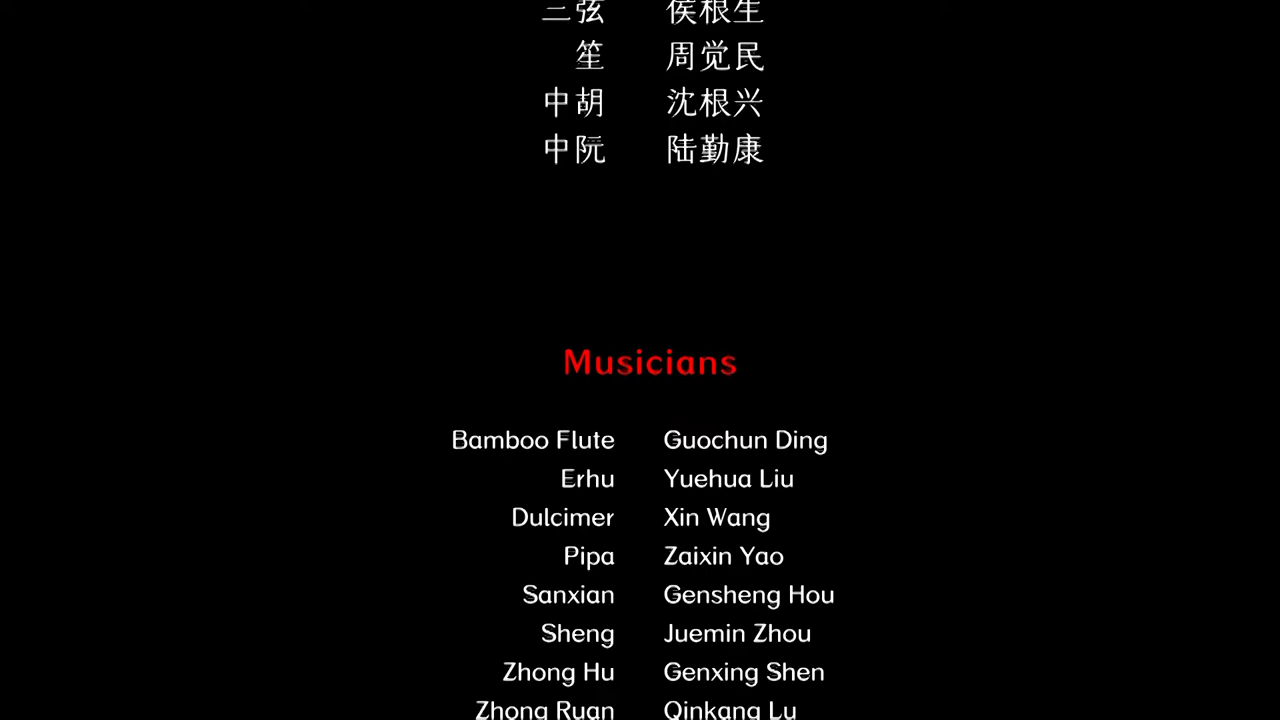 三弦 侯根生
笙 周觉民
中胡 沈根兴
中阮 陆勤康
Musicians
Bamboo Flute Guochun Ding
Erhu Yuehua Liu
Dulcimer Xin Wang
Pipa Zaixin Yao
Sanxian Gensheng Hou
Sheng Juemin Zhou
Zhong Hu Genxing Shen
Zhong Ruan Qinkang Lu